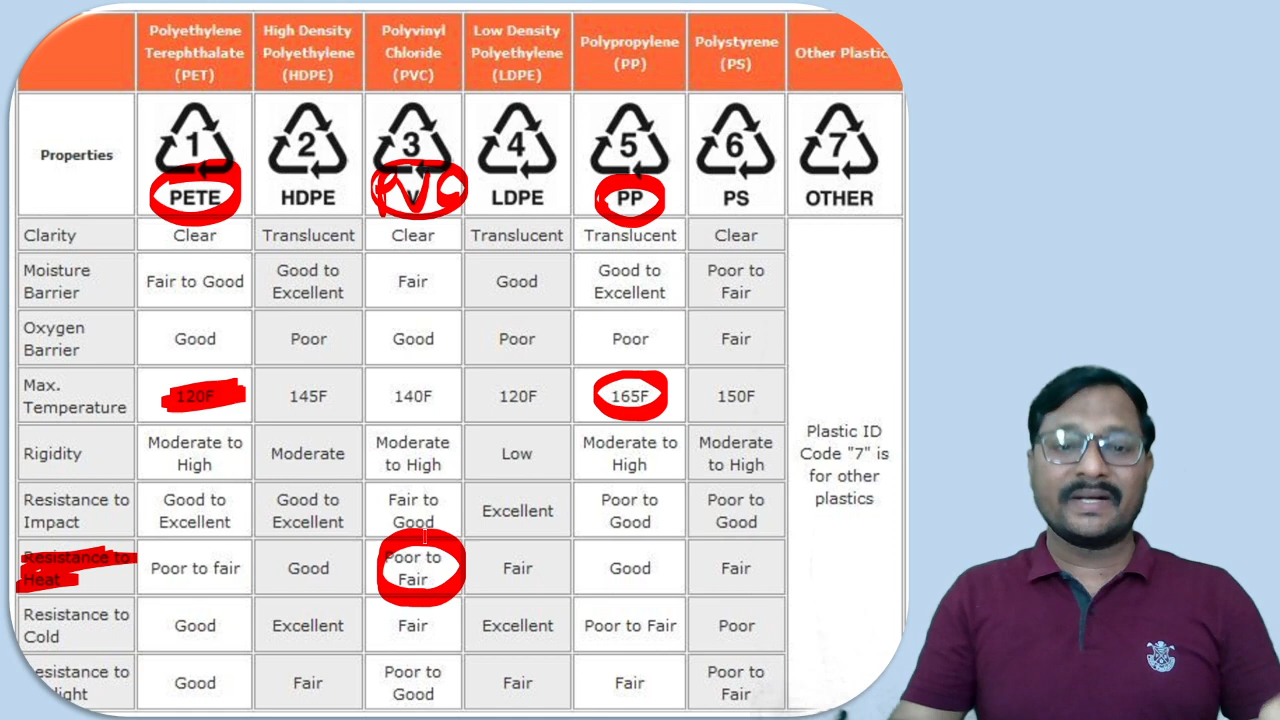 Polyethylene Terephthalate (PET) High Density Polyethylene (HDPE) Polyvinyl Chloride (PVC) Low Density Polyethylene (LDPE) Polypropylene (PP) Polystyrene (PS) Other Plastic
Properties 1 2 3 4 5 6 7
PETE HDPE PVC LDPE PP PS OTHER
Clarity Clear Translucent Clear Translucent Translucent Clear
Moisture Barrier Fair to Good Good to Excellent Fair Good Good to Excellent Poor to Fair
Oxygen Barrier Good Poor Good Poor Poor Fair
Max. Temperature 120F 145F 140F 120F 165F 150F
Rigidity Moderate to High Moderate Moderate to High Low Moderate to High Moderate to High
Resistance to Impact Good to Excellent Good to Excellent Fair to Good Excellent Poor to Good Poor to Good
Resistance to Heat Poor to fair Good Poor to Fair Fair Good Fair
Resistance to Cold Good Excellent Fair Excellent Poor to Fair Poor
to Good Fair Poor to Good Fair Fair Poor to Fair
Plastic ID Code "7" is for other plastics